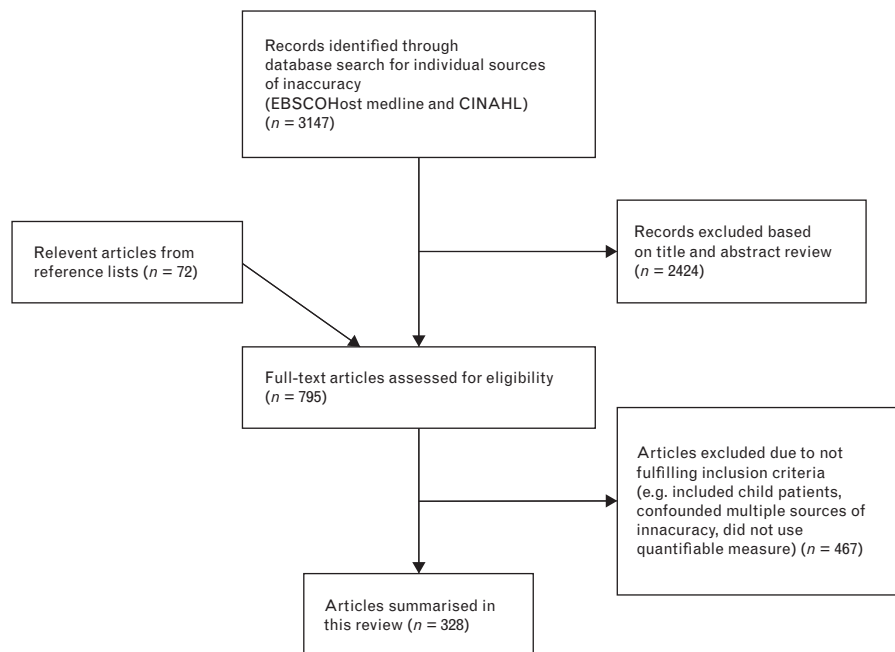 Records identified through
database search for individual sources
of inaccuracy
(EBSCOHost medline and CINAHL)
(n = 3147)
Relevent articles from
reference lists (n = 72)
Records excluded based
on title and abstract review
(n = 2424)
Full-text articles assessed for eligibility
(n = 795)
Articles excluded due to not
fulfilling inclusion criteria
(e.g. included child patients,
confounded multiple sources of
innacuracy, did not use
quantifiable measure) (n = 467)
Articles summarised in
this review (n = 328)